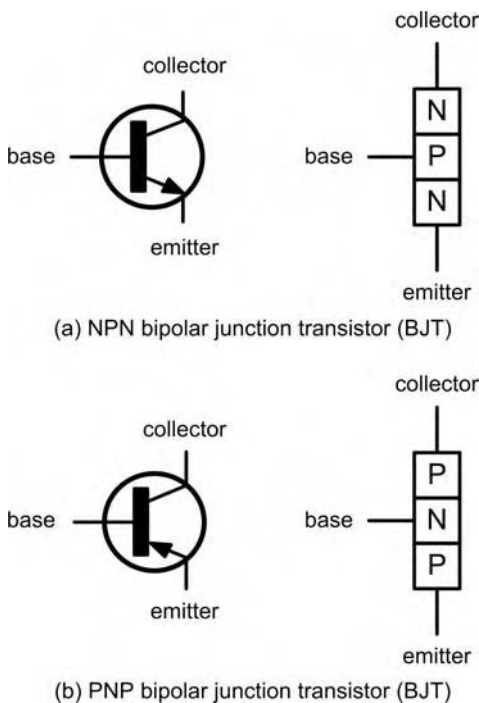 collector
collector
N
base
P
base
N
emitter
emitter
(a) NPN bipolar junction transistor (BJT)
collector
collector
P
base
N
base
P
emitter
emitter
(b) PNP bipolar junction transistor (BJT)